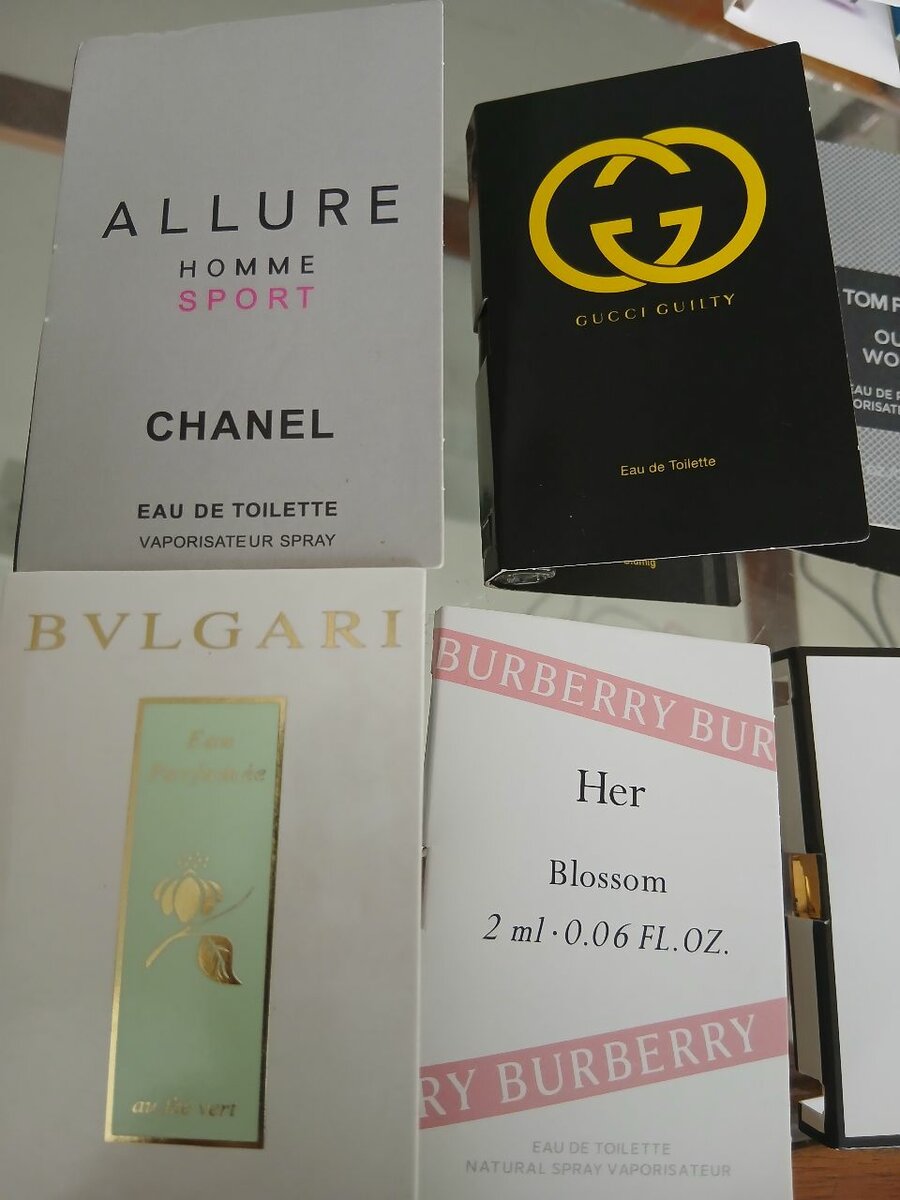 ALLURE
HOMME
SPORT
CHANEL
EAU DE TOILETTE
VAPORISATEUR SPRAY
GUCCI GUILTY
Eau de Toilette
TOM F
OU
WO
EAU DE P
ORISAT
BVLGARI
Eau
Parfumée
au thé vert
BURBERRY BUR
Her
Blossom
2 ml · 0.06 FL.OZ.
RY BURBERRY
EAU DE TOILETTE
NATURAL SPRAY VAPORISATEUR